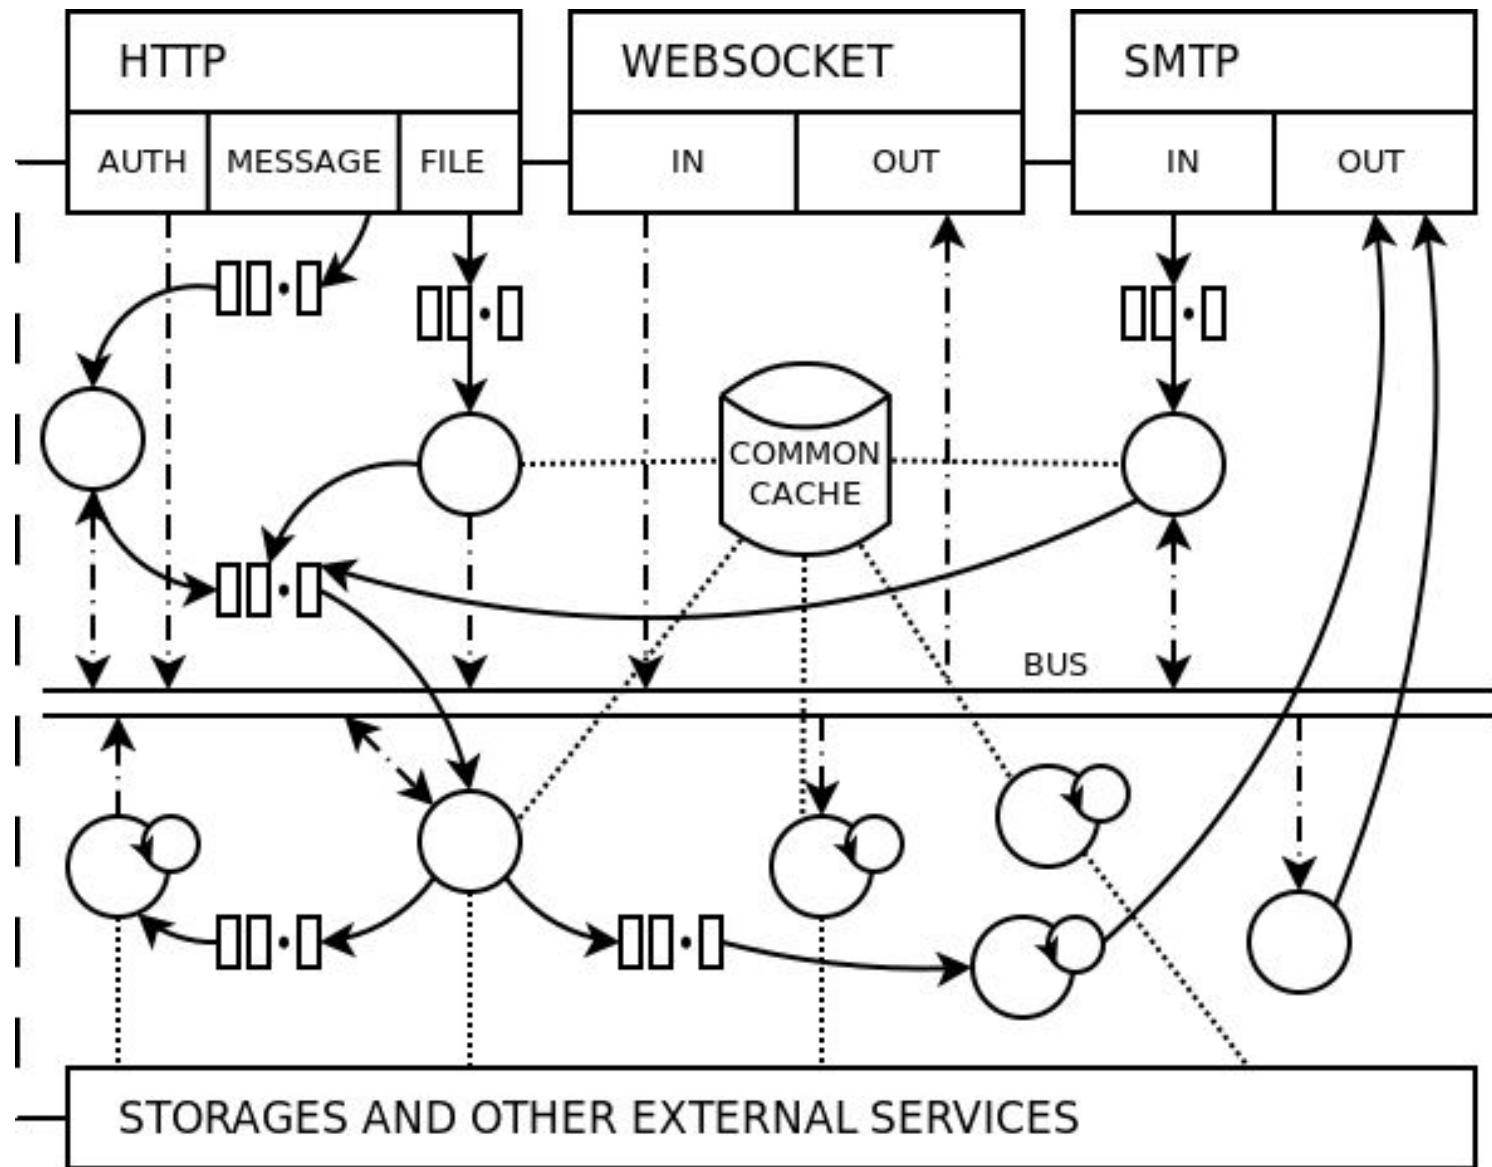 HTTP
WEBSOCKET
SMTP
AUTH
MESSAGE
FILE
IN
OUT
IN
OUT
COMMON
CACHE
BUS
STORAGES AND OTHER EXTERNAL SERVICES